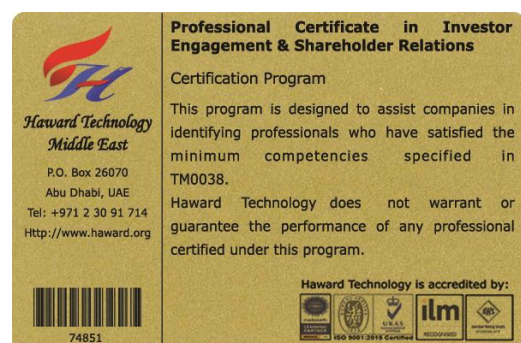 Haward Technology
Middle East
P.O. Box 26070
Abu Dhabi, UAE
Tel: +971 2 30 91 714
Http://www.haward.org
74851
Professional Certificate in Investor
Engagement & Shareholder Relations
Certification Program
This program is designed to assist companies in
identifying professionals who have satisfied the
minimum competencies specified in
TM0038.
Haward Technology does not warrant or
guarantee the performance of any professional
certified under this program.
Haward Technology is accredited by:
UKAS
ilm
RECOGNISED
ISO 9001:2015 Certified